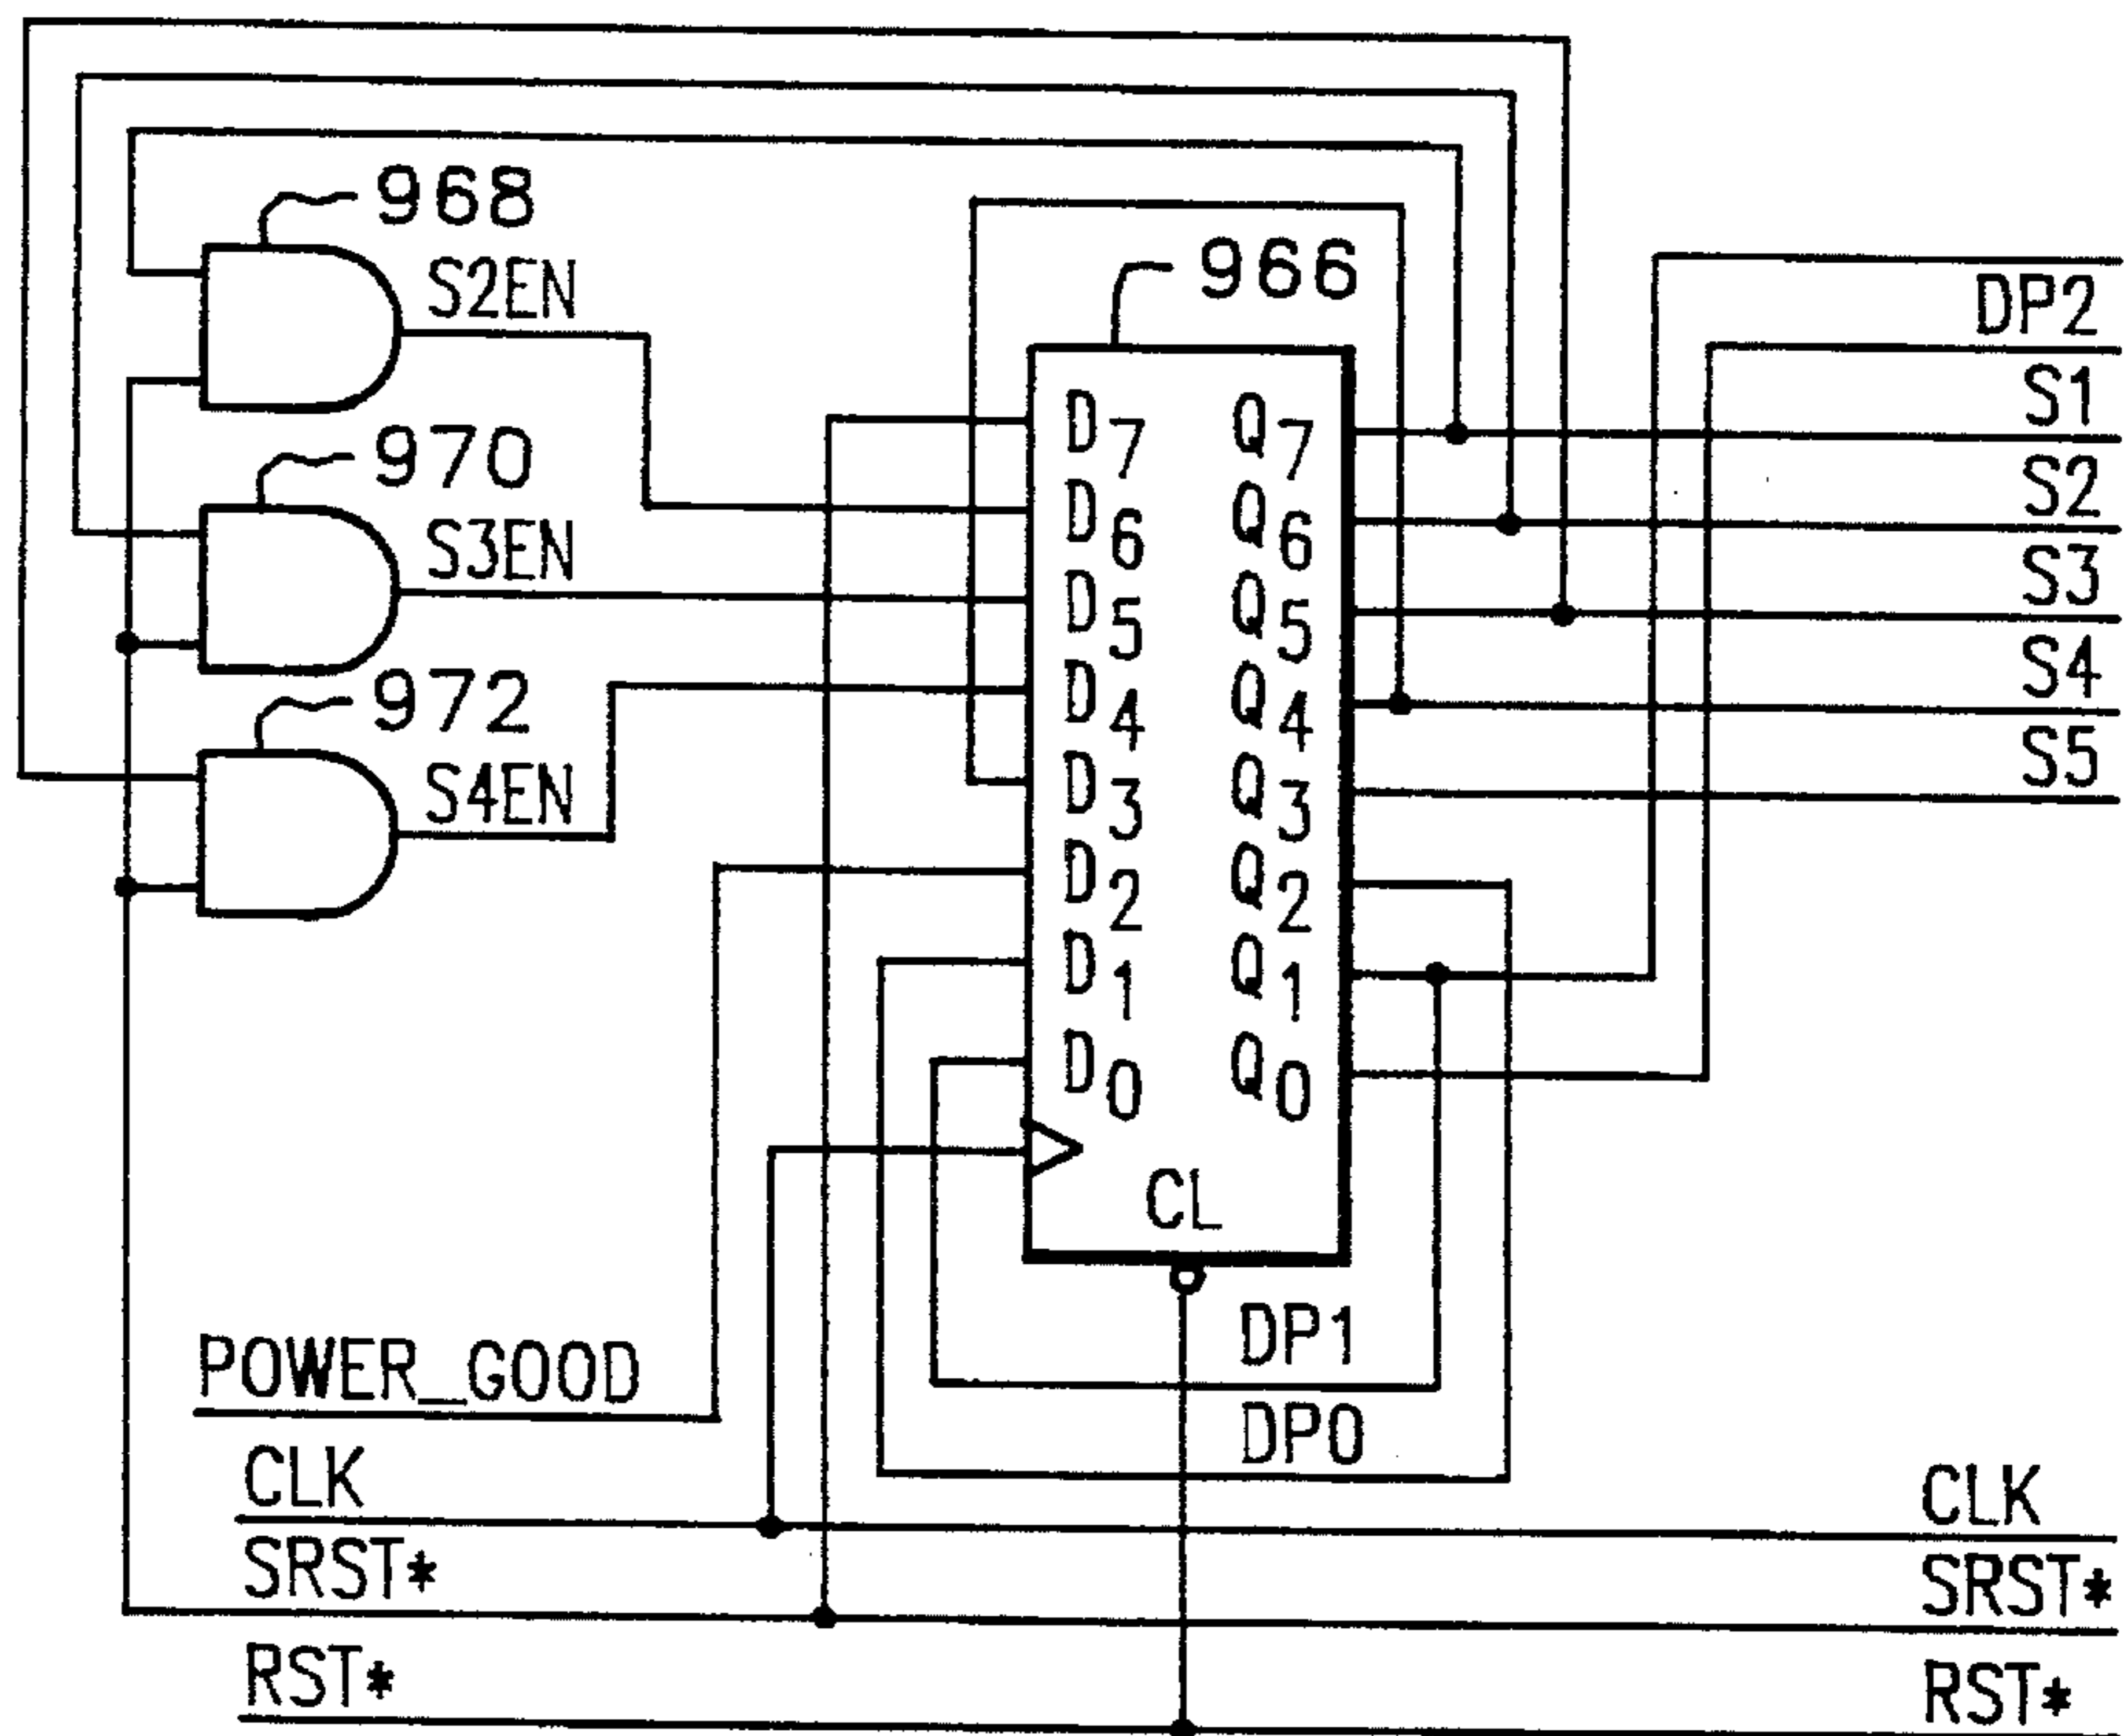 968
S2EN
966
DP2
S1
970
S3EN
S2
S3
972
S4EN
S4
S5
D7 Q7
D6 Q6
D5 Q5
D4 Q4
D3 Q3
D2 Q2
D1 Q1
D0 Q0
CL
DP1
DP0
POWER_GOOD
CLK CLK
SRST* SRST*
RST* RST*